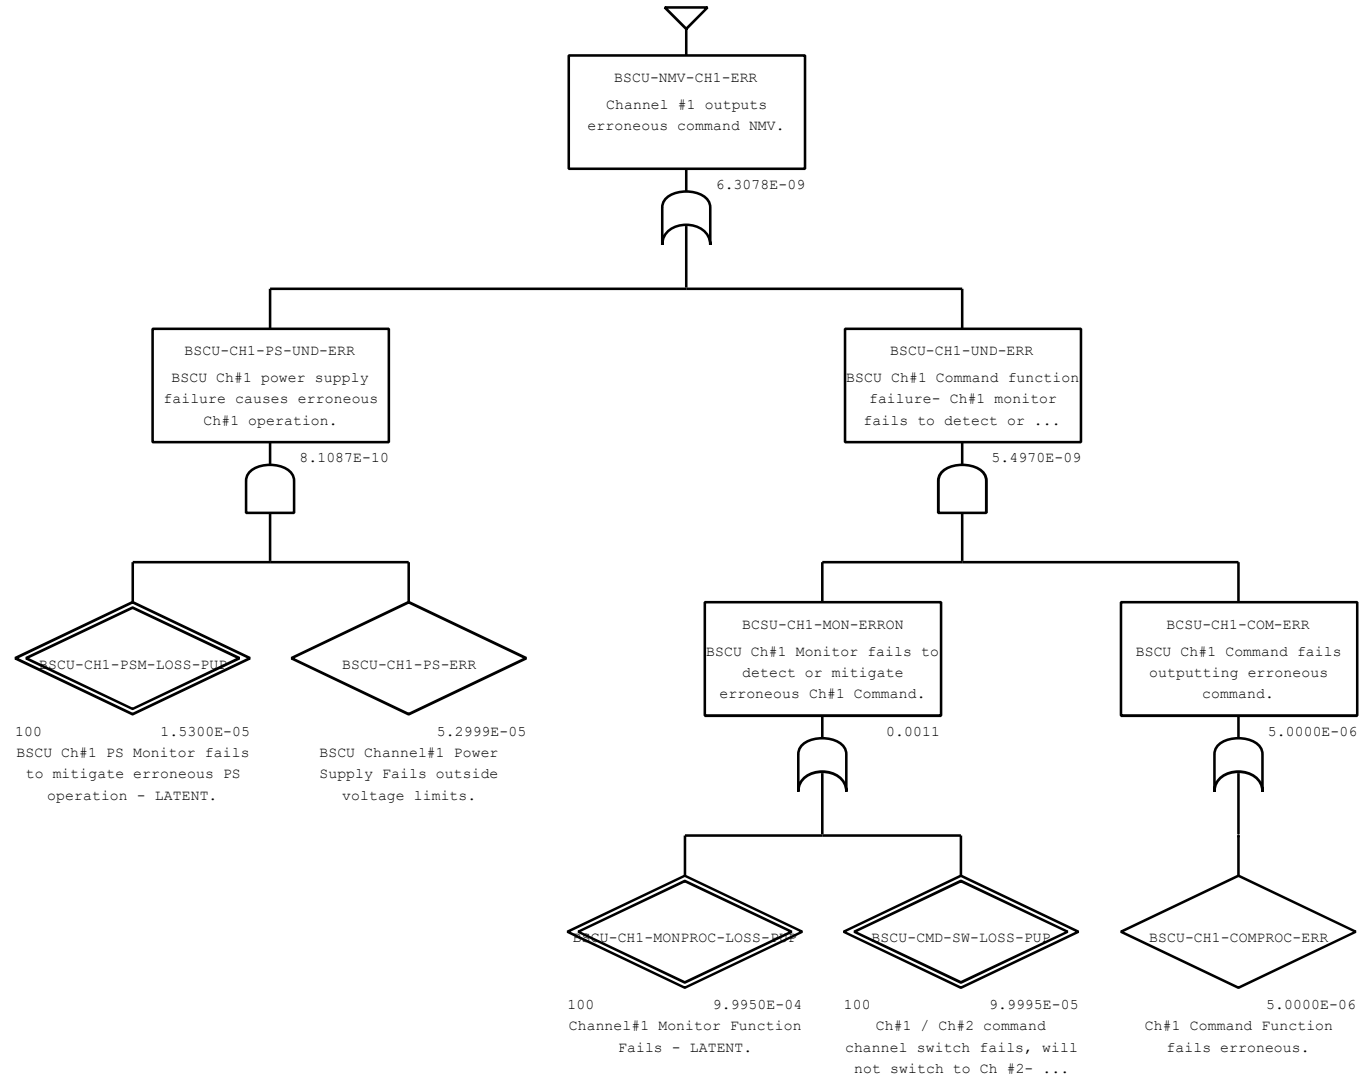 BSCU-NMV-CH1-ERR
Channel #1 outputs
erroneous command NMV.
6.3078E-09
BSCU-CH1-PS-UND-ERR
BSCU Ch#1 power supply
failure causes erroneous
Ch#1 operation.
8.1087E-10
BSCU-CH1-UND-ERR
BSCU Ch#1 Command function
failure- Ch#1 monitor
fails to detect or ...
5.4970E-09
BSCU-CH1-PSM-LOSS-PUP
100
1.5300E-05
BSCU Ch#1 PS Monitor fails
to mitigate erroneous PS
operation - LATENT.
BSCU-CH1-PS-ERR
5.2999E-05
BSCU Channel#1 Power
Supply Fails outside
voltage limits.
BCSU-CH1-MON-ERRON
BSCU Ch#1 Monitor fails to
detect or mitigate
erroneous Ch#1 Command.
0.0011
BCSU-CH1-COM-ERR
BSCU Ch#1 Command fails
outputting erroneous
command.
5.0000E-06
BSCU-CH1-MONPROC-LOSS-PUP
100
9.9950E-04
Channel#1 Monitor Function
Fails - LATENT.
BSCU-CMD-SW-LOSS-PUP
100
9.9995E-05
Ch#1 / Ch#2 command
channel switch fails, will
not switch to Ch #2- ...
BSCU-CH1-COMPROC-ERR
5.0000E-06
Ch#1 Command Function
fails erroneous.